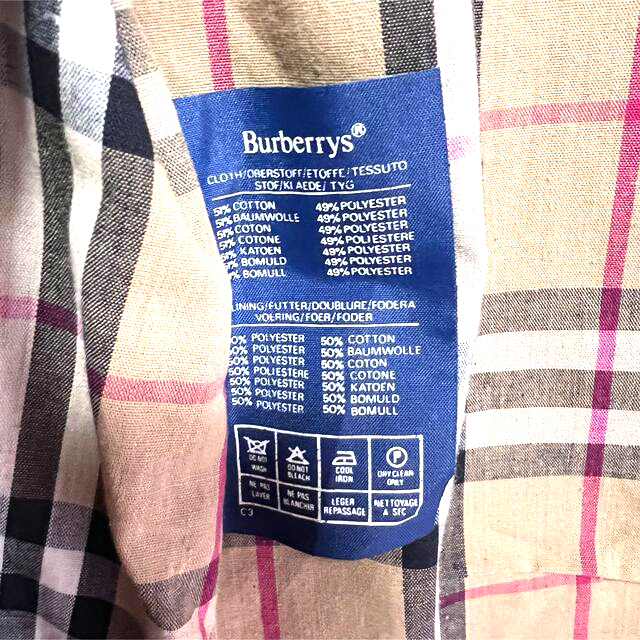 Burberrys®
CLOTH/OBERSTOFF/ETOFFE/TESSUTO
STOF/KLAEDE/TYG
51% COTTON 49% POLYESTER
51% BAUMWOLLE 49% POLYESTER
51% COTON 49% POLYESTER
51% COTONE 49% POLIESTERE
51% KATOEN 49% POLYESTER
% BOMULD 49% POLYESTER
% BOMULL 49% POLYESTER
LINING/FUTTER/DOUBLURE/FODERA
VOERING/FOER/FODER
50% POLYESTER 50% COTTON
50% POLYESTER 50% BAUMWOLLE
50% POLYESTER 50% COTON
50% POLIESTERE 50% COTONE
50% POLYESTER 50% KATOEN
50% POLYESTER 50% BOMULD
50% POLYESTER 50% BOMULL
P
DO NOT WASH
DO NOT BLEACH
COOL IRON
DRY CLEAN ONLY
NE PAS LAVER
NE PAS BLANCHIR
LEGER REPASSAGE
NETTOYAGE A SEC
C3